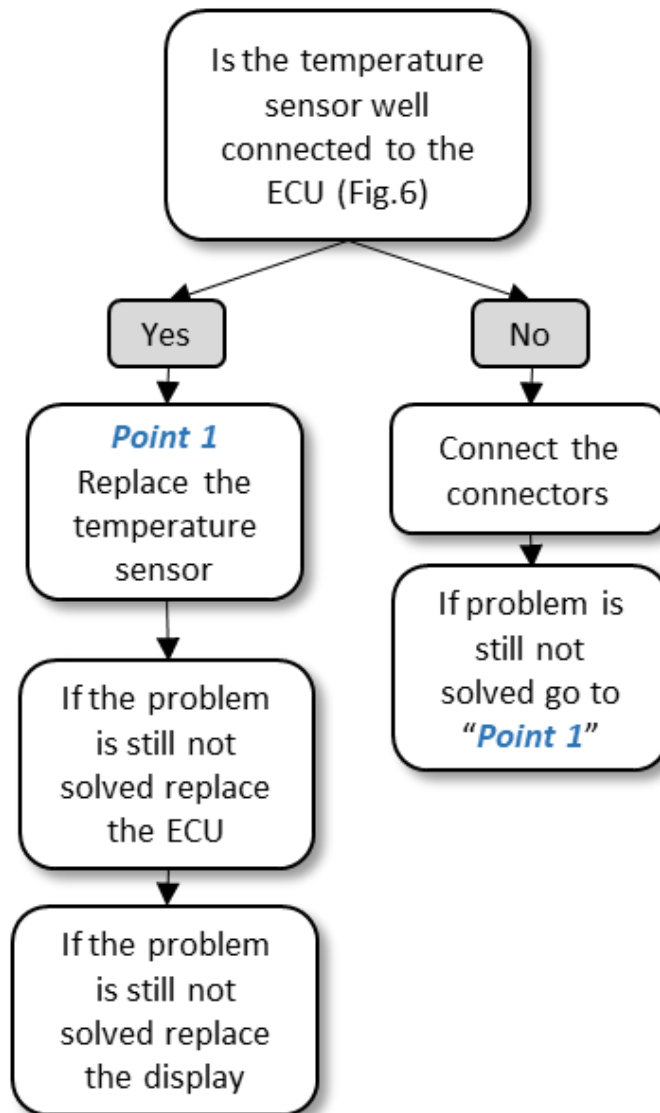 Is the temperature
sensor well
connected to the
ECU (Fig.6)
Yes
No
Point 1
Replace the
temperature
sensor
Connect the
connectors
If the problem
is still not
solved replace
the ECU
If problem is
still not
solved go to
“Point 1”
If the problem
is still not
solved replace
the display